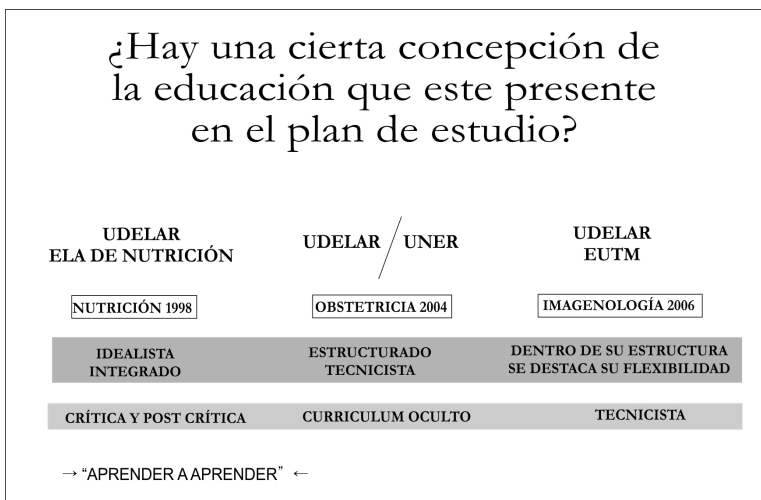 ¿Hay una cierta concepción de
la educación que este presente
en el plan de estudio?
UDELAR
ELA DE NUTRICIÓN
UDELAR / UNER
UDELAR
EUTM
NUTRICIÓN 1998
OBSTETRICIA 2004
IMAGENOLOGÍA 2006
IDEALISTA
INTEGRADO
ESTRUCTURADO
TECNICISTA
DENTRO DE SU ESTRUCTURA
SE DESTACA SU FLEXIBILIDAD
CRÍTICA Y POST CRÍTICA
CURRICULUM OCULTO
TECNICISTA
→ “APRENDER A APRENDER” ←